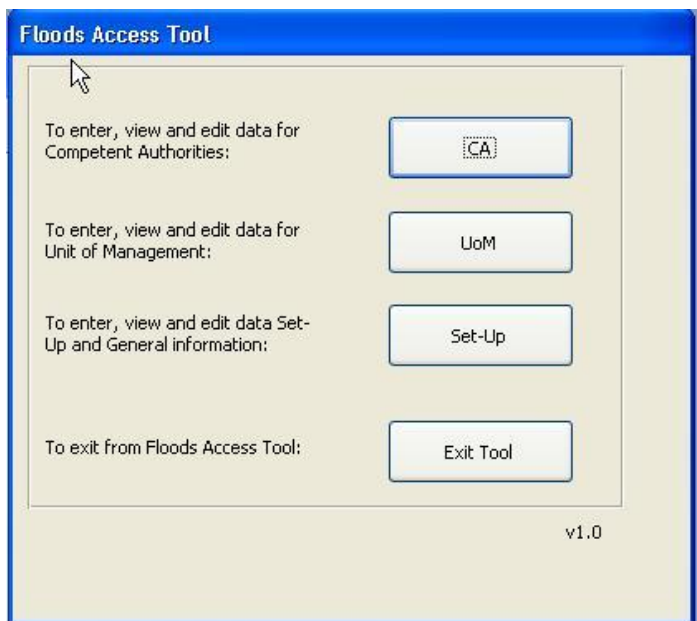 Floods Access Tool
To enter, view and edit data for
Competent Authorities:
CA
To enter, view and edit data for
Unit of Management:
UoM
To enter, view and edit data Set-
Up and General information:
Set-Up
To exit from Floods Access Tool:
Exit Tool
v1.0